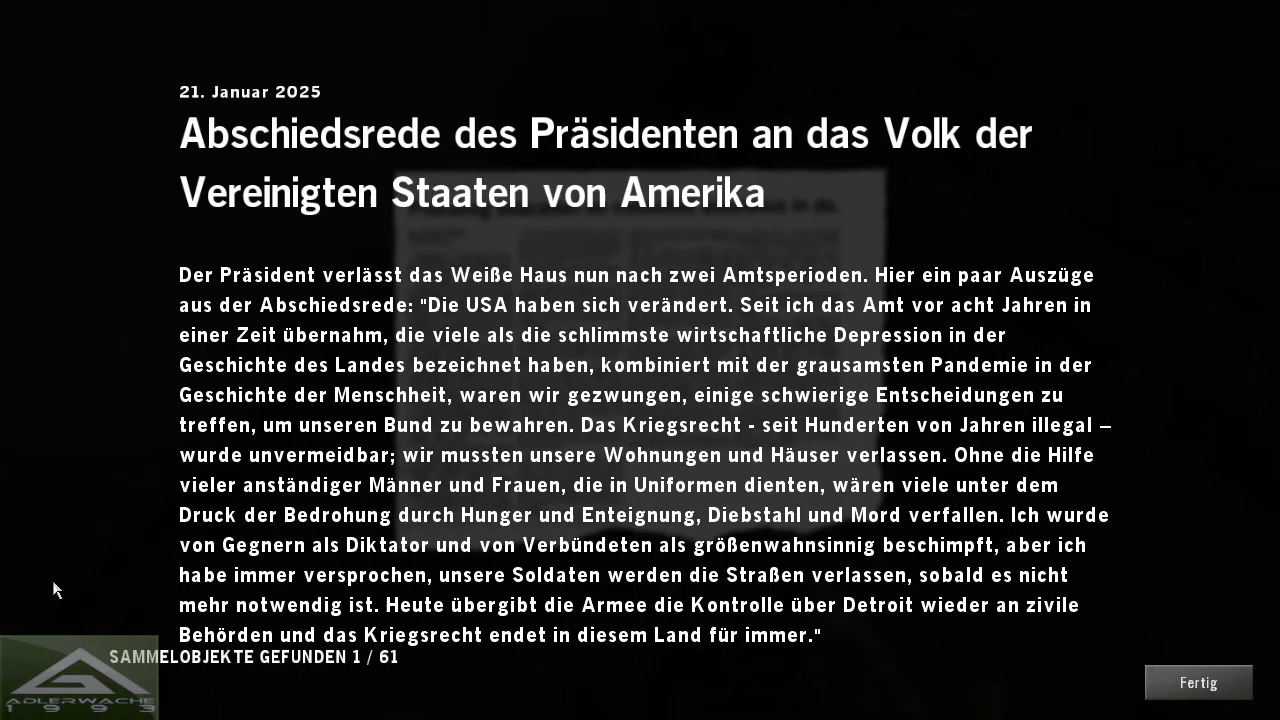 21. Januar 2025
Abschiedsrede des Präsidenten an das Volk der
Vereinigten Staaten von Amerika
Der Präsident verlässt das Weiße Haus nun nach zwei Amtsperioden. Hier ein paar Auszüge
aus der Abschiedsrede: "Die USA haben sich verändert. Seit ich das Amt vor acht Jahren in
einer Zeit übernahm, die viele als die schlimmste wirtschaftliche Depression in der
Geschichte des Landes bezeichnet haben, kombiniert mit der grausamsten Pandemie in der
Geschichte der Menschheit, waren wir gezwungen, einige schwierige Entscheidungen zu
treffen, um unseren Bund zu bewahren. Das Kriegsrecht - seit Hunderten von Jahren illegal –
wurde unvermeidbar; wir mussten unsere Wohnungen und Häuser verlassen. Ohne die Hilfe
vieler anständiger Männer und Frauen, die in Uniformen dienten, wären viele unter dem
Druck der Bedrohung durch Hunger und Enteignung, Diebstahl und Mord verfallen. Ich wurde
von Gegnern als Diktator und von Verbündeten als größenwahnsinnig beschimpft, aber ich
habe immer versprochen, unsere Soldaten werden die Straßen verlassen, sobald es nicht
mehr notwendig ist. Heute übergibt die Armee die Kontrolle über Detroit wieder an zivile
Behörden und das Kriegsrecht endet in diesem Land für immer."
SAMMELOBJEKTE GEFUNDEN 1 / 61
Fertig
ADLERWACHE
1993